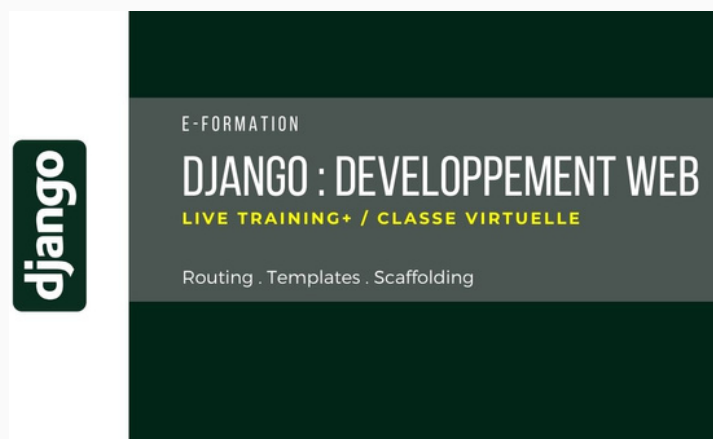 django
E-FORMATION
DJANGO : DEVELOPPEMENT WEB
LIVE TRAINING+ / CLASSE VIRTUELLE
Routing . Templates . Scaffolding